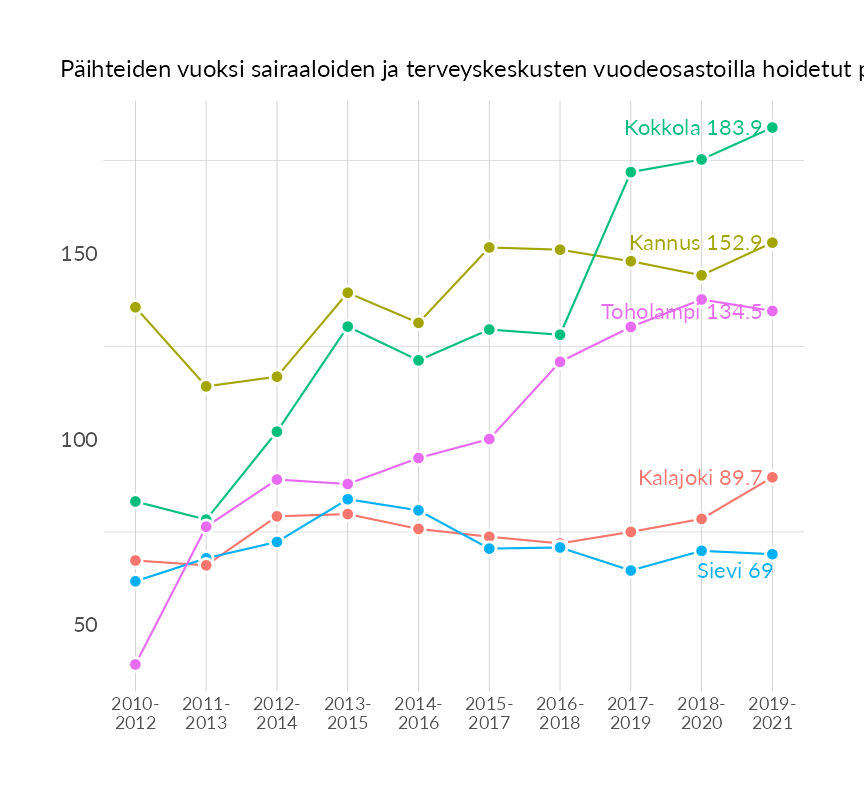 Päihteiden vuoksi sairaaloiden ja terveyskeskusten vuodeosastoilla hoidetut
Kokkola 183.9
150
Kannus 152.9
Toholampi 134.5
100
Kalajoki 89.7
Sievi 69
50
2010- 2011- 2012- 2013- 2014- 2015- 2016- 2017- 2018- 2019-
2012 2013 2014 2015 2016 2017 2018 2019 2020 2021